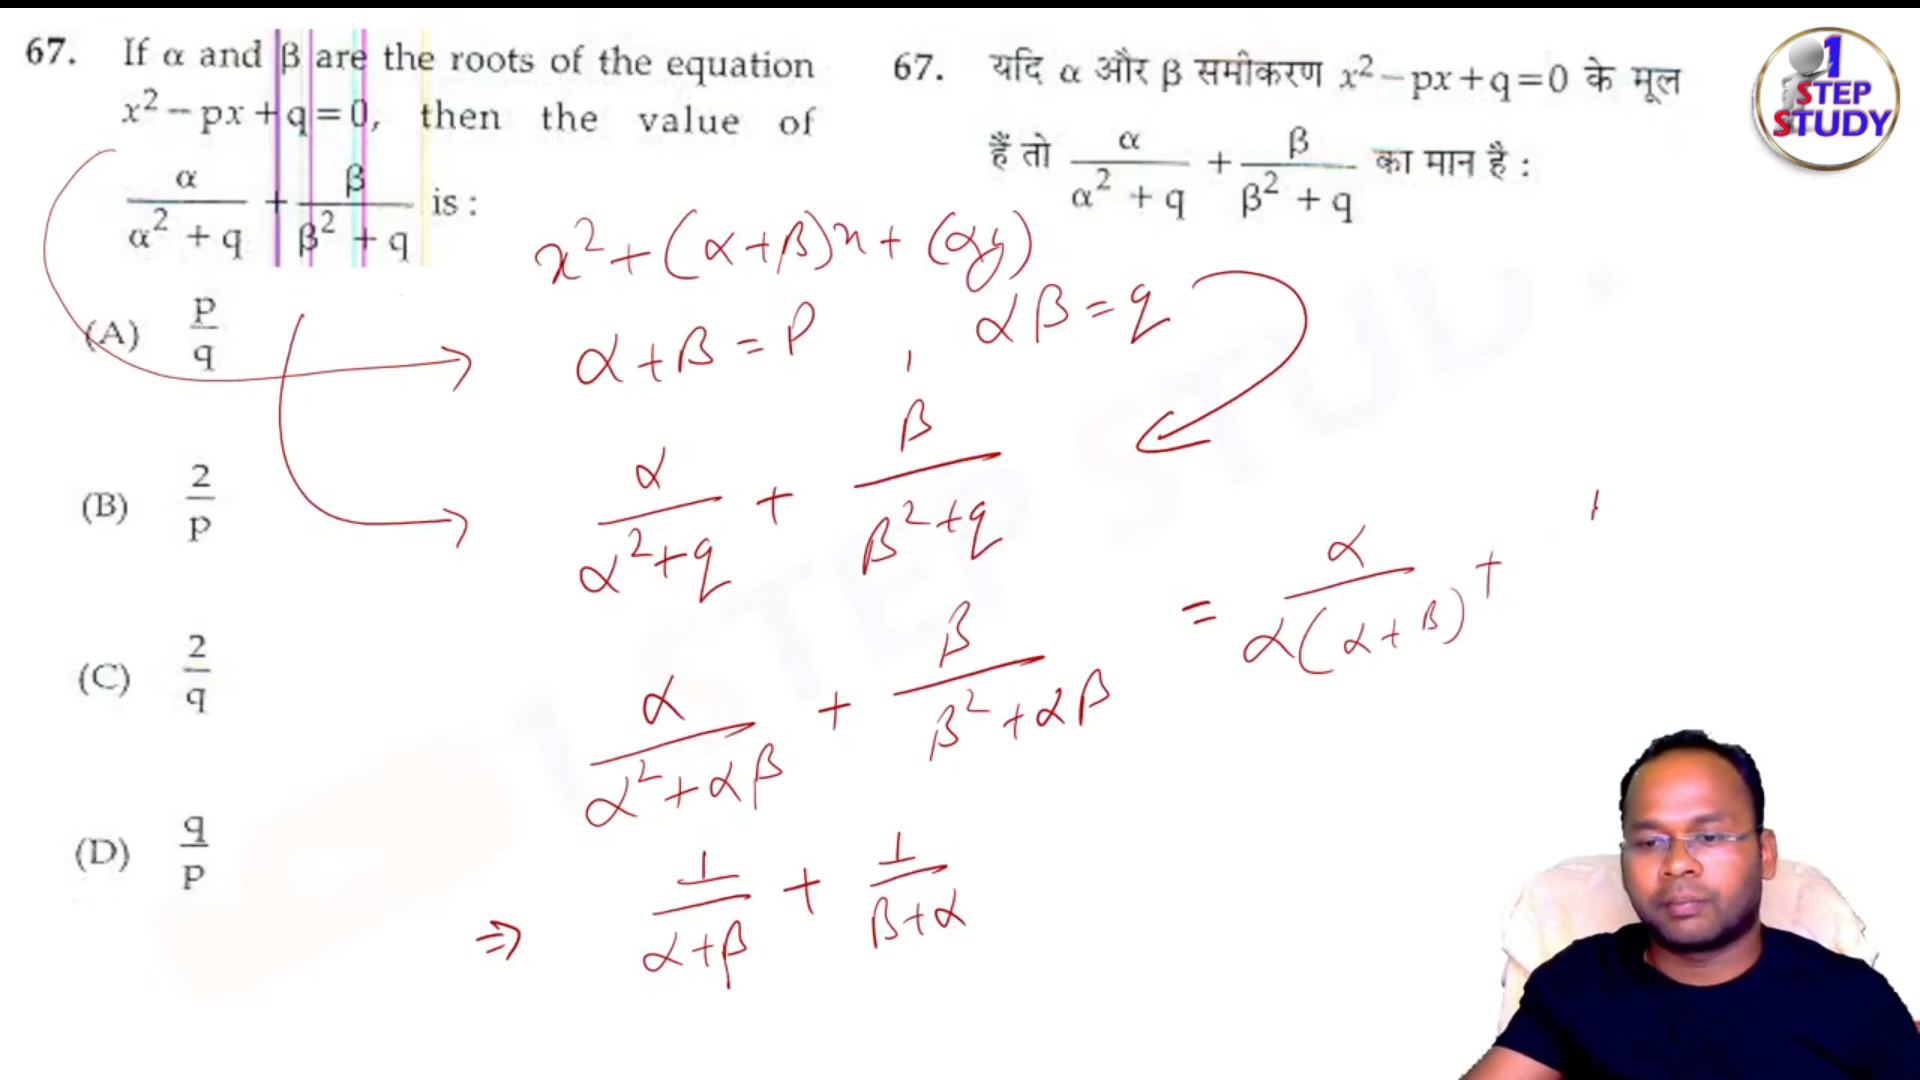 67. If α and β are the roots of the equation
x² − px + q = 0, then the value of
α/(α² + q) + β/(β² + q) is :
(A) p/q
(B) 2/p
(C) 2/q
(D) q/p
67. यदि α और β समीकरण x² − px + q = 0 के मूल
हैं तो α/(α² + q) + β/(β² + q) का मान है :
1
STEP
STUDY
x² + (α+β)x + (αy)
α + β = P , αβ = q
α/(α²+q) + β/(β²+q)
α/(α²+αβ) + β/(β²+αβ)
= α/(α(α+β)) +
⇒ 1/(α+β) + 1/(β+α)